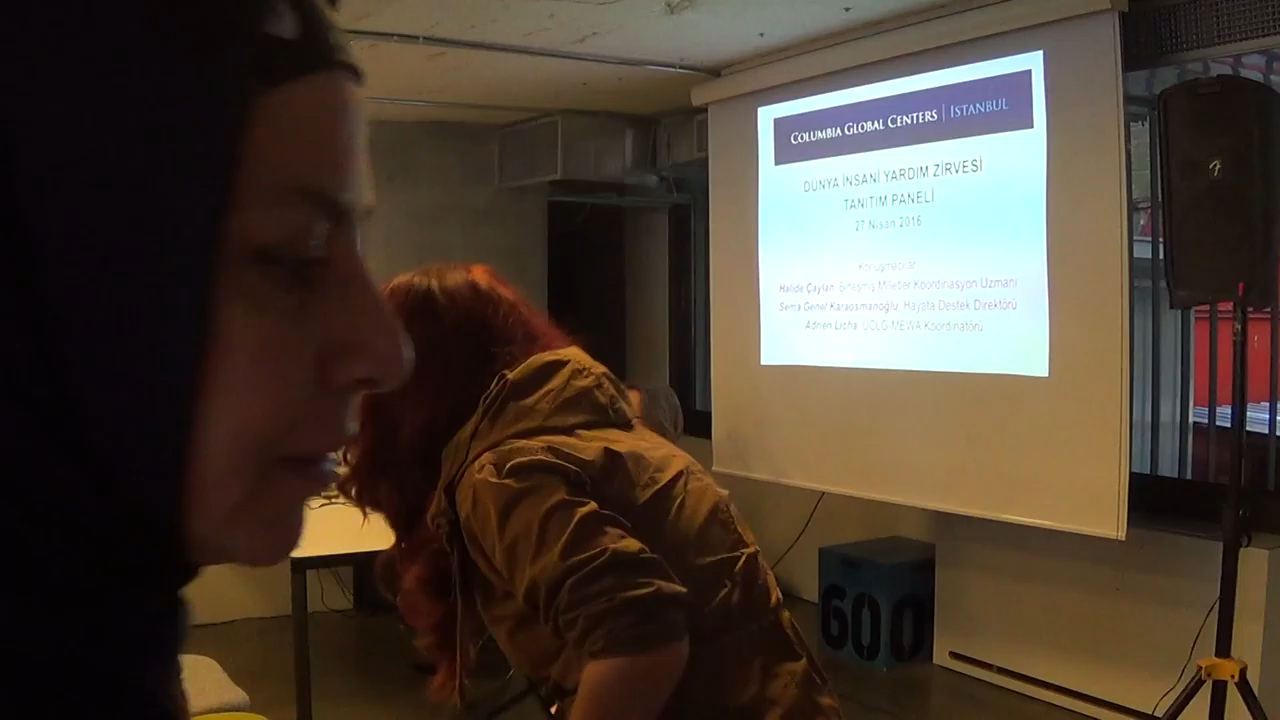 COLUMBIA GLOBAL CENTERS | ISTANBUL
DÜNYA İNSANİ YARDIM ZİRVESİ
TANITIM PANELİ
27 Nisan 2016
Konuşmacılar
Halide Çaylan: Birleşmiş Milletler Koordinasyon Uzmanı
Sema Genel Karaosmanoğlu: Hayata Destek Direktörü
Adrien Licha: UCLG-MEWA Koordinatörü
600